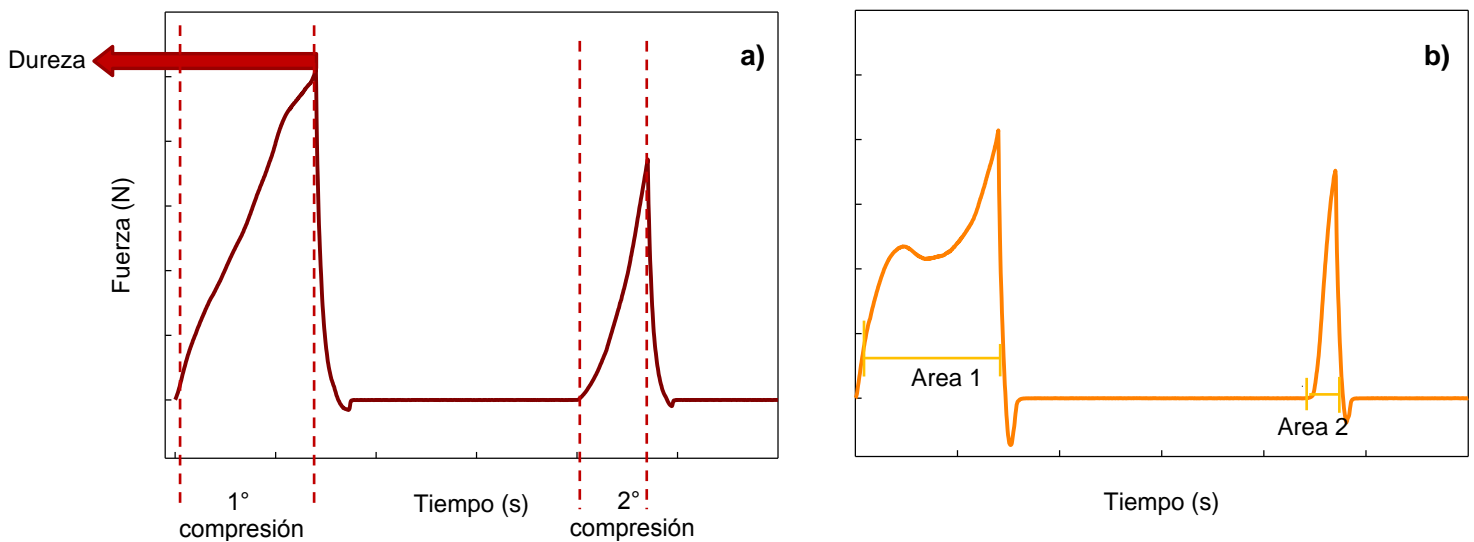 Dureza
a)
Fuerza (N)
1°
compresión
Tiempo (s)
2°
compresión
b)
Area 1
Area 2
Tiempo (s)